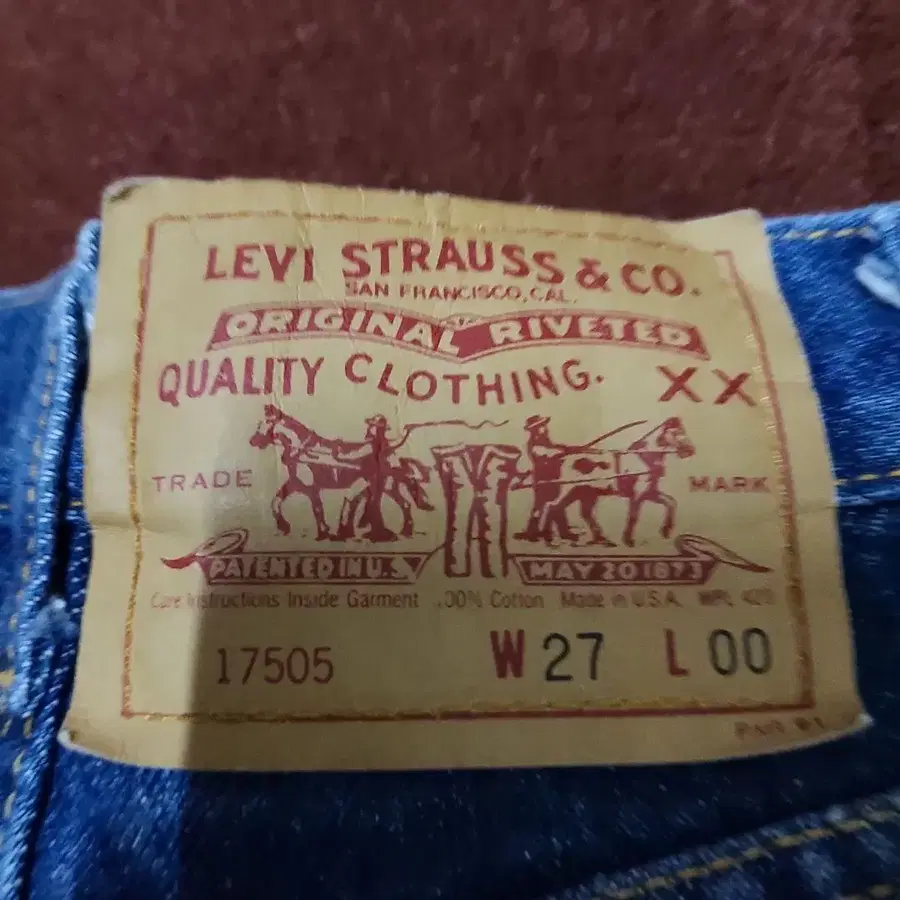 LEVI STRAUSS & CO.
SAN FRANCISCO, CAL.
ORIGINAL RIVETED
QUALITY CLOTHING. XX
TRADE MARK
PATENTED IN U.S. MAY 20 1873
Care Instructions Inside Garment 100% Cotton Made in U.S.A.
17505 W 27 L 00